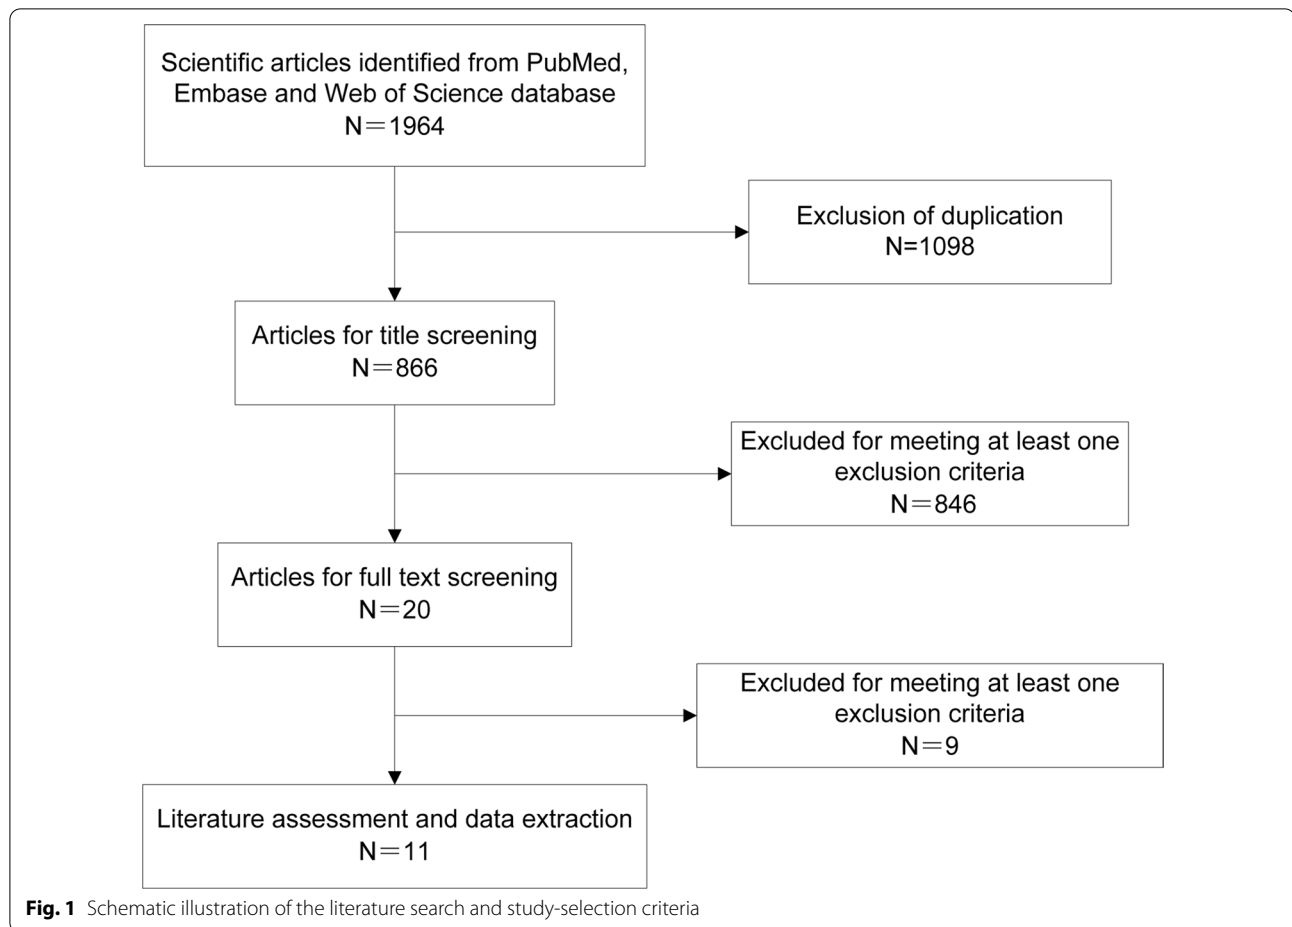 Scientific articles identified from PubMed,
Embase and Web of Science database
N＝1964
Exclusion of duplication
N=1098
Articles for title screening
N＝866
Excluded for meeting at least one
exclusion criteria
N＝846
Articles for full text screening
N＝20
Excluded for meeting at least one
exclusion criteria
N＝9
Literature assessment and data extraction
N＝11
Fig. 1 Schematic illustration of the literature search and study-selection criteria